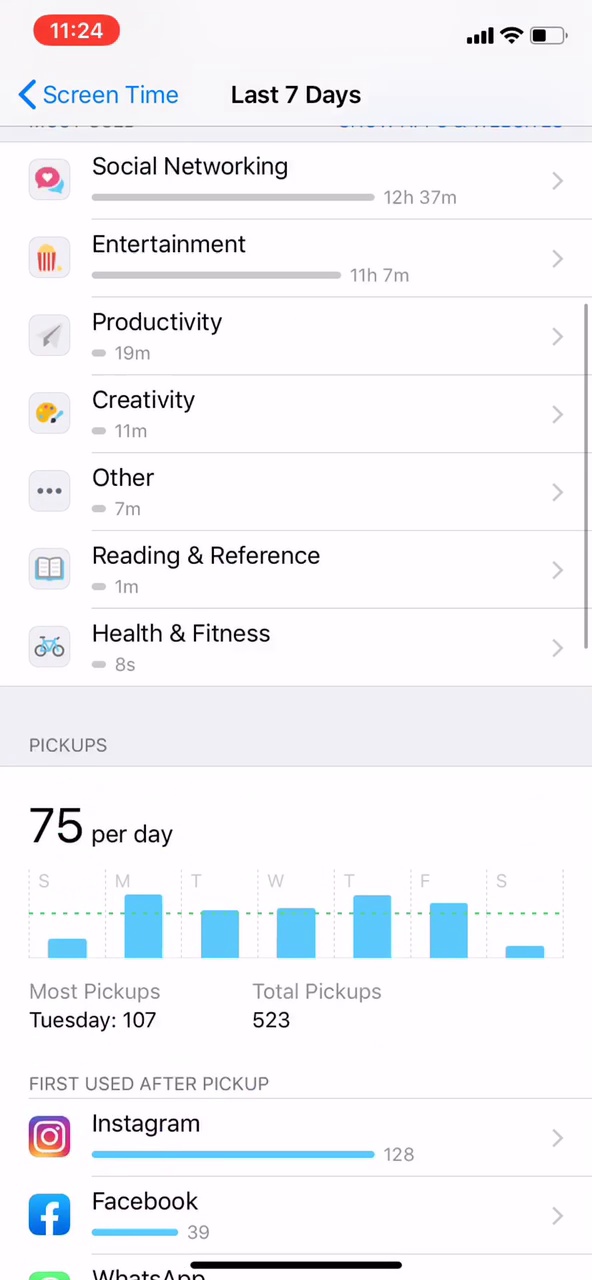 11:24
Screen Time
Last 7 Days
Social Networking
12h 37m
Entertainment
11h 7m
Productivity
19m
Creativity
11m
Other
7m
Reading & Reference
1m
Health & Fitness
8s
PICKUPS
75 per day
S M T W T F S
Most Pickups Total Pickups
Tuesday: 107 523
FIRST USED AFTER PICKUP
Instagram
128
Facebook
39
WhatsApp